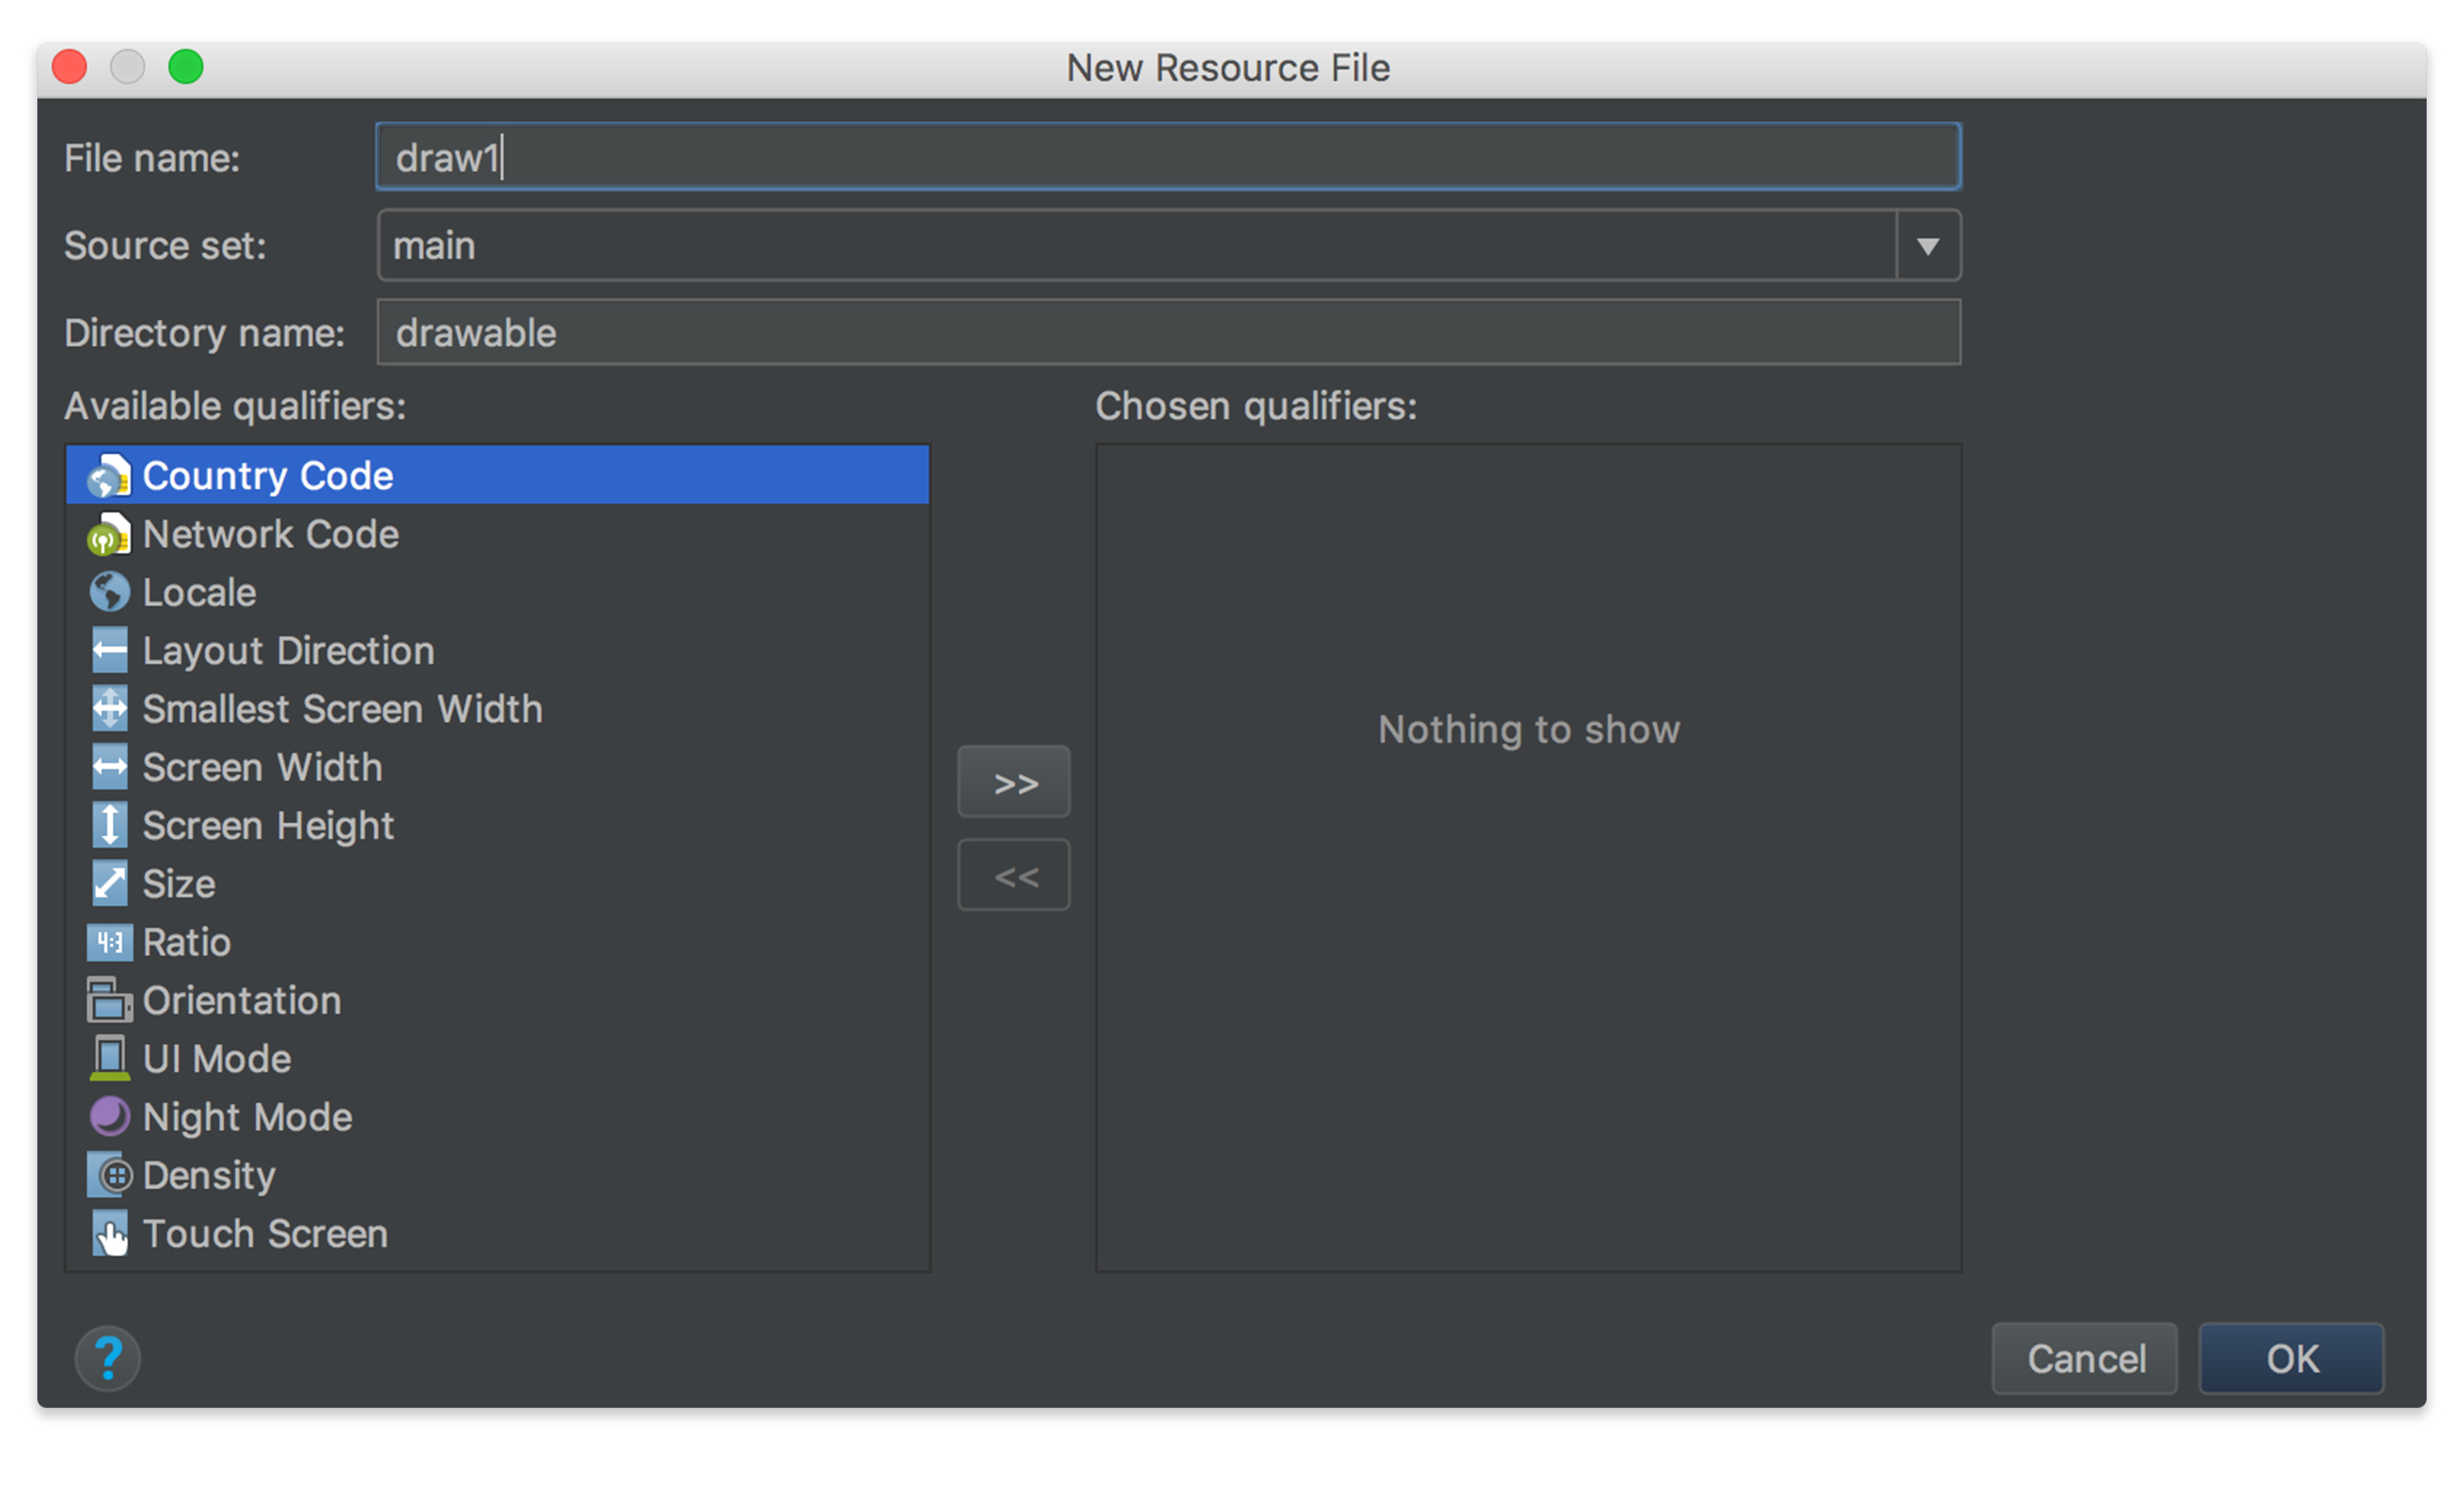 New Resource File
File name: draw1
Source set: main
Directory name: drawable
Available qualifiers:
Chosen qualifiers:
Country Code
Network Code
Locale
Layout Direction
Smallest Screen Width
Screen Width
Screen Height
Size
4:3 Ratio
Orientation
UI Mode
Night Mode
Density
Touch Screen
>>
<<
Nothing to show
?
Cancel
OK